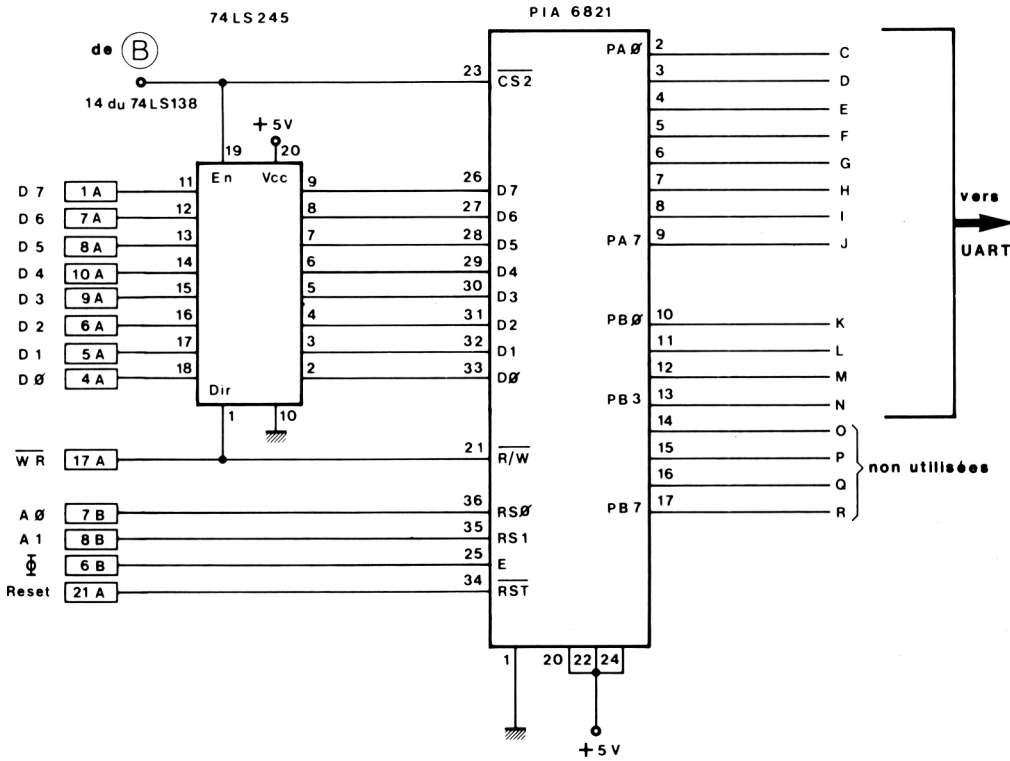 74LS245
PIA 6821
de B
14 du 74LS138
+5V
19
20
En
Vcc
23
CS2
D7 1A 11 9 26 D7
D6 7A 12 8 27 D6
D5 8A 13 7 28 D5
D4 10A 14 6 29 D4
D3 9A 15 5 30 D3
D2 6A 16 4 31 D2
D1 5A 17 3 32 D1
DØ 4A 18 2 33 DØ
Dir
1
10
WR 17A 21 R/W
AØ 7B 36 RSØ
A1 8B 35 RS1
Φ 6B 25 E
Reset 21A 34 RST
PAØ 2 C
3 D
4 E
5 F
6 G
7 H
8 I
PA7 9 J
vers
UART
PBØ 10 K
11 L
12 M
PB3 13 N
14 O
15 P
16 Q
PB7 17 R
non utilisées
1
20 22 24
+5V